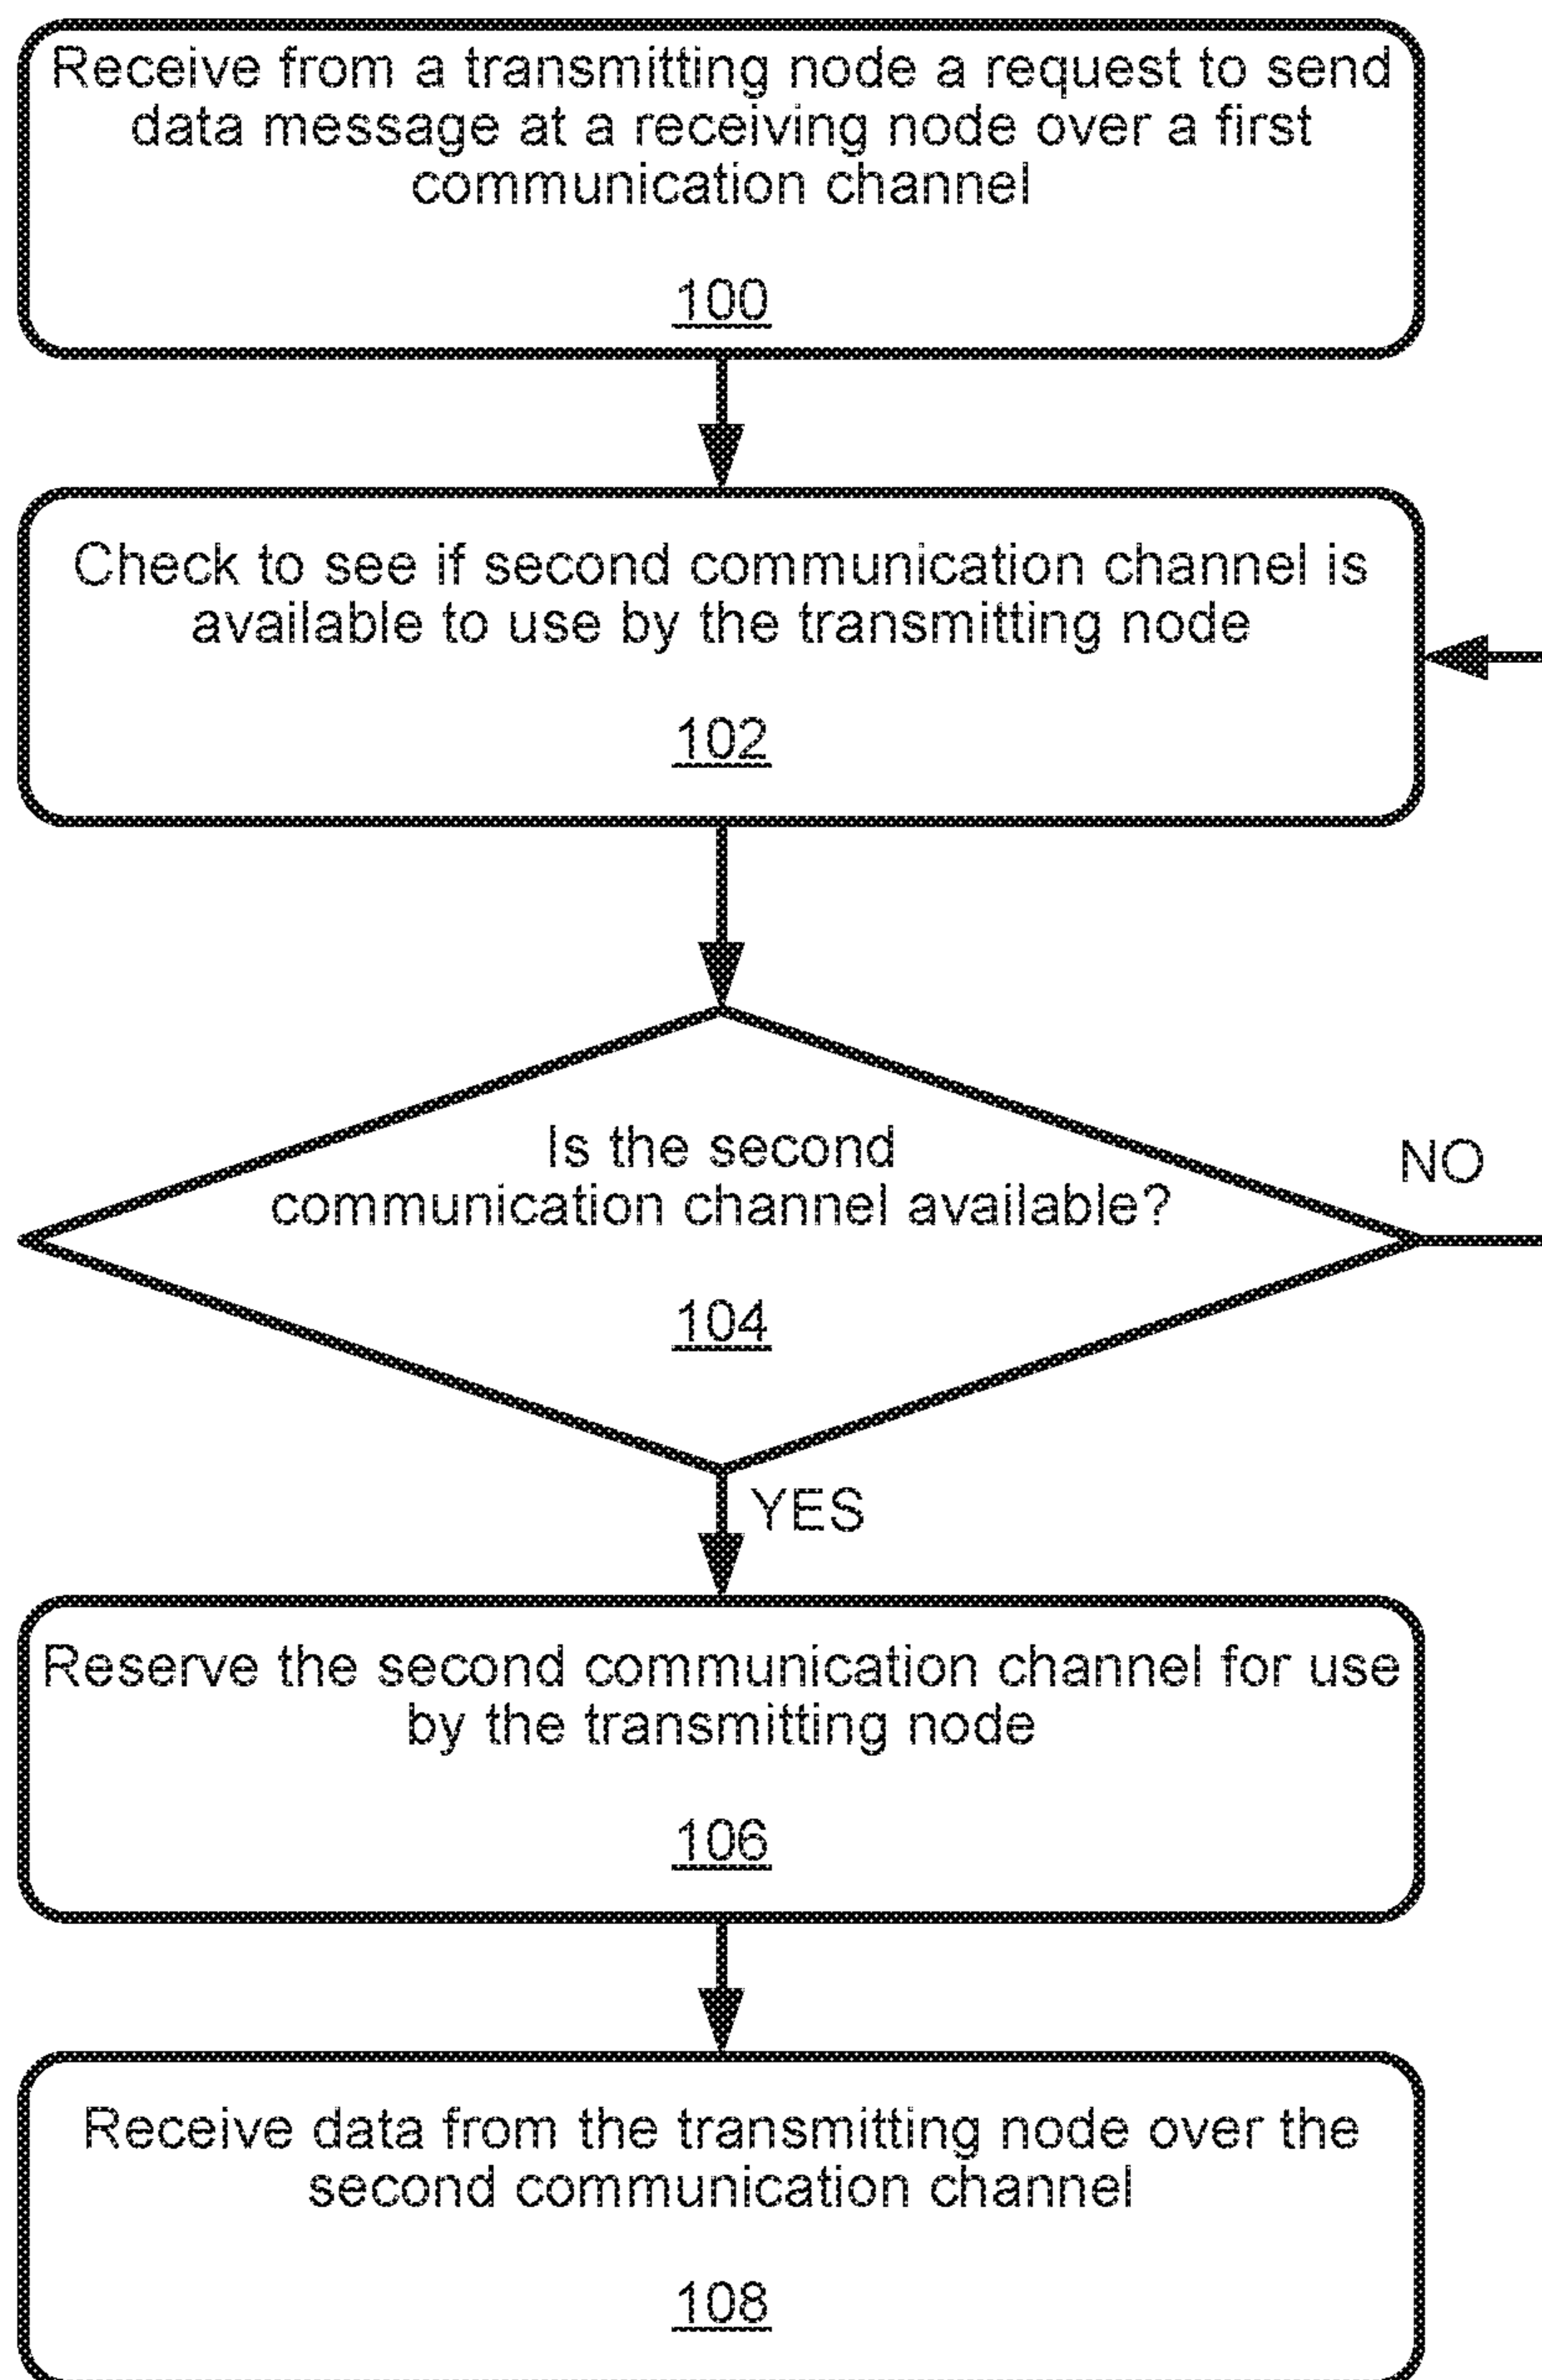 Receive from a transmitting node a request to send
data message at a receiving node over a first
communication channel
100
Check to see if second communication channel is
available to use by the transmitting node
102
Is the second
communication channel available?
104
NO
YES
Reserve the second communication channel for use
by the transmitting node
106
Receive data from the transmitting node over the
second communication channel
108